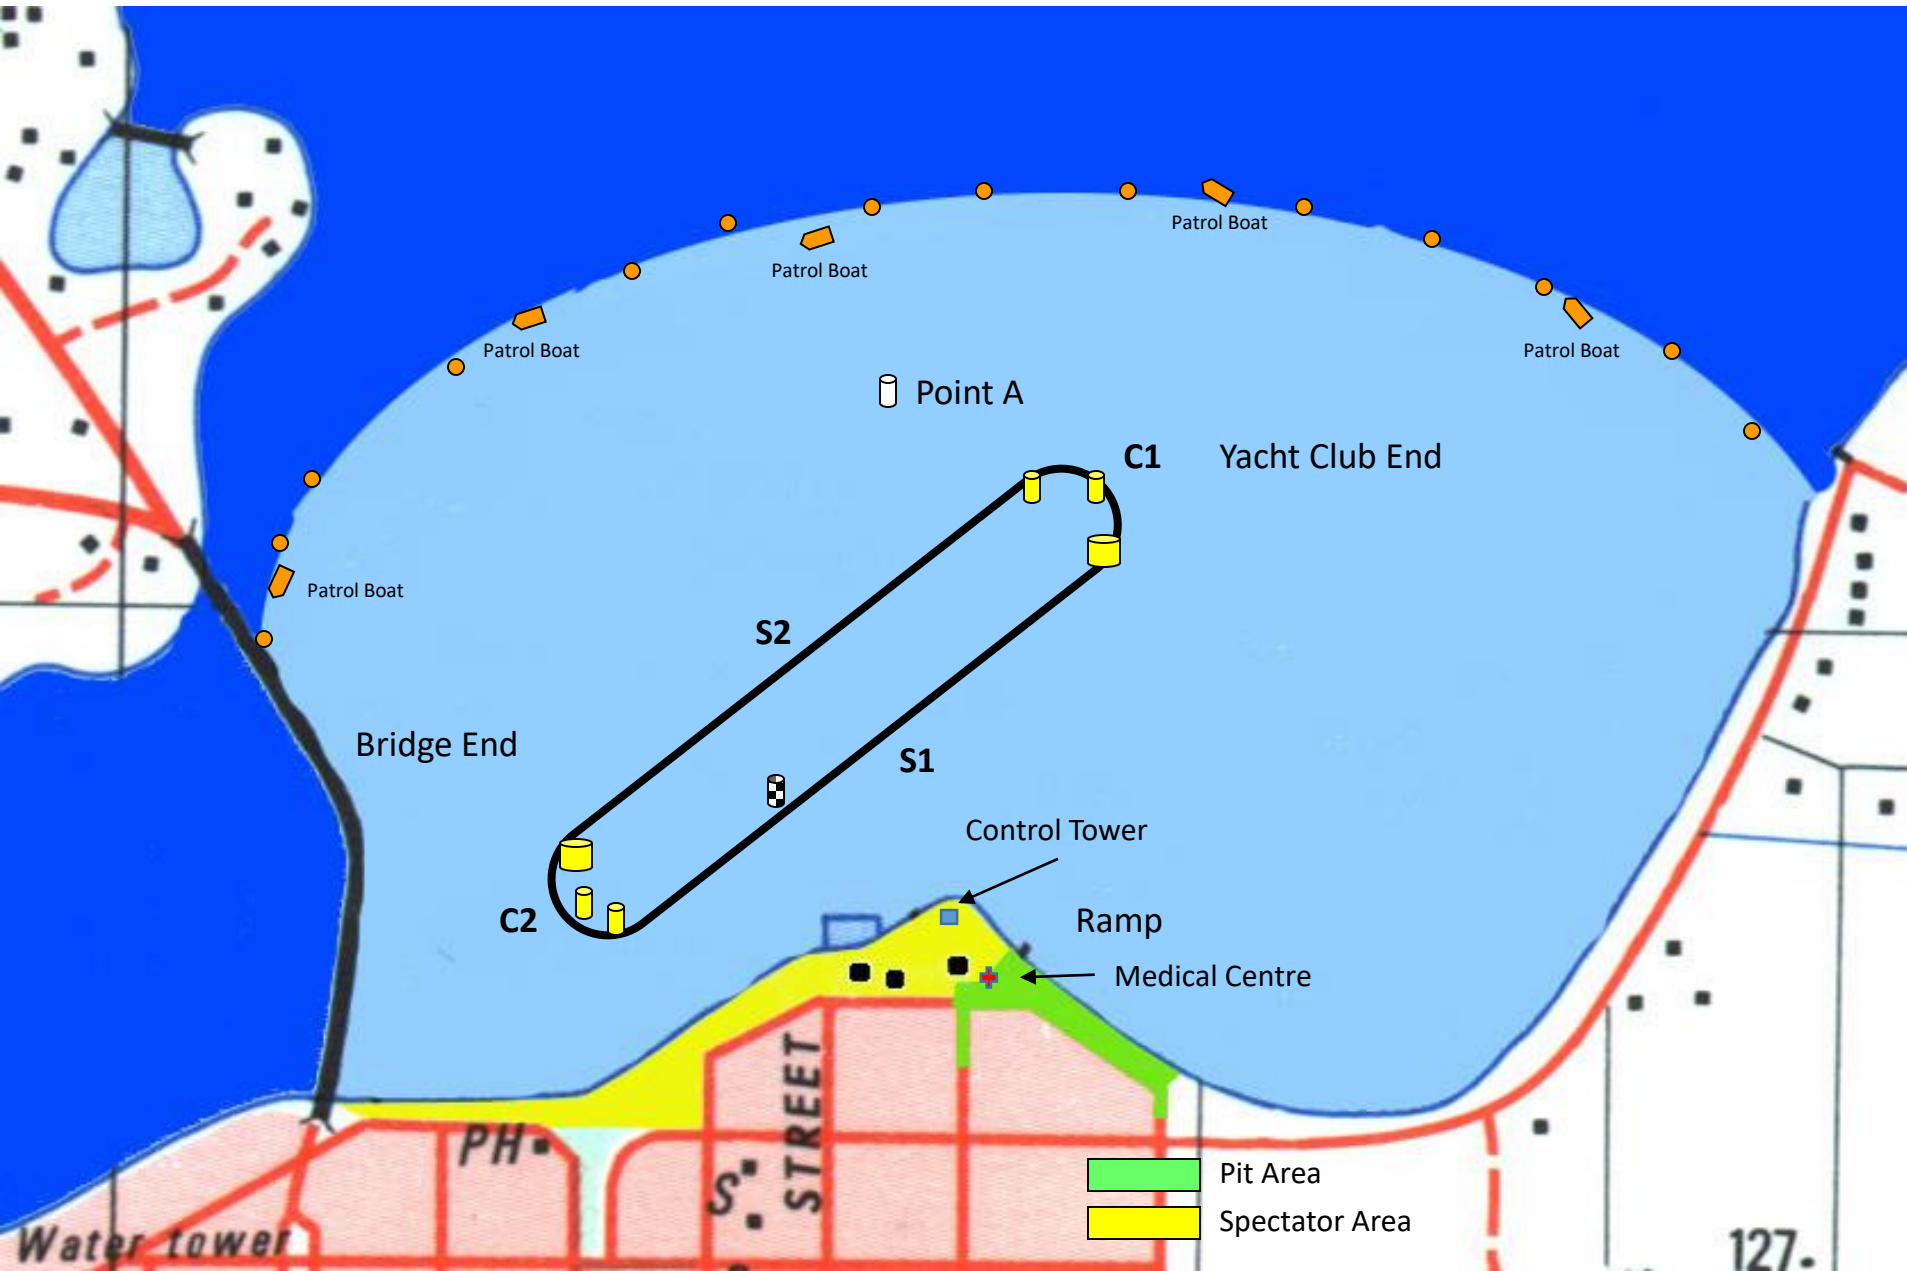 Patrol Boat
Patrol Boat
Patrol Boat
Patrol Boat
Point A
C1
Yacht Club End
Patrol Boat
S2
Bridge End
S1
Control Tower
C2
Ramp
Medical Centre
STREET
PH
S
Pit Area
Spectator Area
Water tower
127